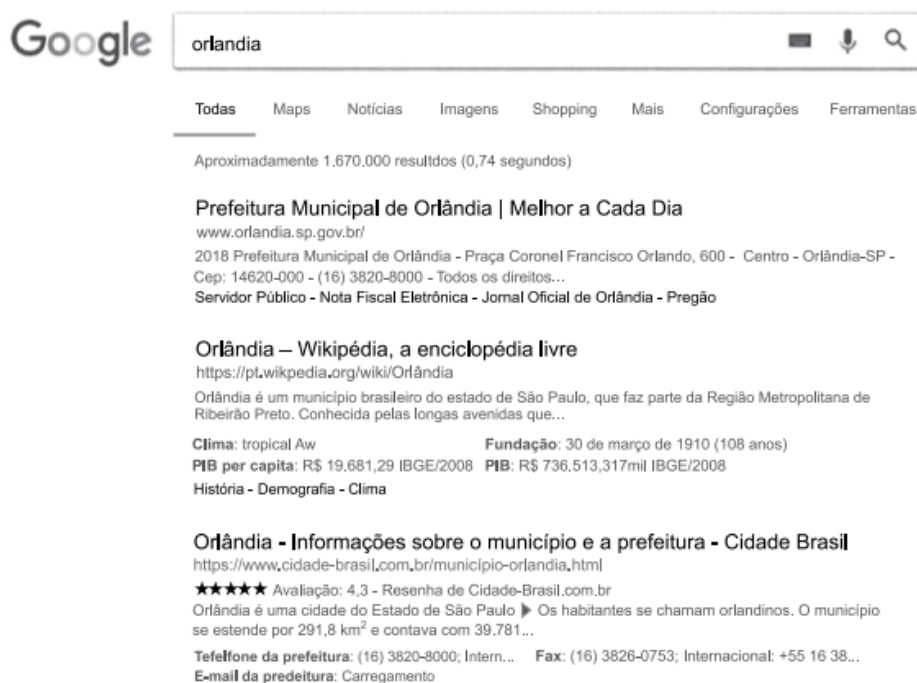 Google
orlandia
Todas Maps Notícias Imagens Shopping Mais Configurações Ferramentas
Aproximadamente 1.670.000 resultdos (0,74 segundos)
Prefeitura Municipal de Orlândia | Melhor a Cada Dia
www.orlandia.sp.gov.br/
2018 Prefeitura Municipal de Orlândia - Praça Coronel Francisco Orlando, 600 - Centro - Orlândia-SP -
Cep: 14620-000 - (16) 3820-8000 - Todos os direitos...
Servidor Público - Nota Fiscal Eletrônica - Jornal Oficial de Orlândia - Pregão
Orlândia – Wikipédia, a enciclopédia livre
https://pt.wikpedia.org/wiki/Orlândia
Orlândia é um município brasileiro do estado de São Paulo, que faz parte da Região Metropolitana de
Ribeirão Preto. Conhecida pelas longas avenidas que...
Clima: tropical Aw Fundação: 30 de março de 1910 (108 anos)
PIB per capita: R$ 19.681,29 IBGE/2008 PIB: R$ 736.513,317mil IBGE/2008
História - Demografia - Clima
Orlândia - Informações sobre o município e a prefeitura - Cidade Brasil
https://www.cidade-brasil.com.br/município-orlandia.html
★★★★★ Avaliação: 4,3 - Resenha de Cidade-Brasil.com.br
Orlândia é uma cidade do Estado de São Paulo ▶ Os habitantes se chamam orlandinos. O município
se estende por 291,8 km² e contava com 39.781...
Tefelfone da prefeitura: (16) 3820-8000; Intern... Fax: (16) 3826-0753; Internacional: +55 16 38...
E-mail da predeitura: Carregamento